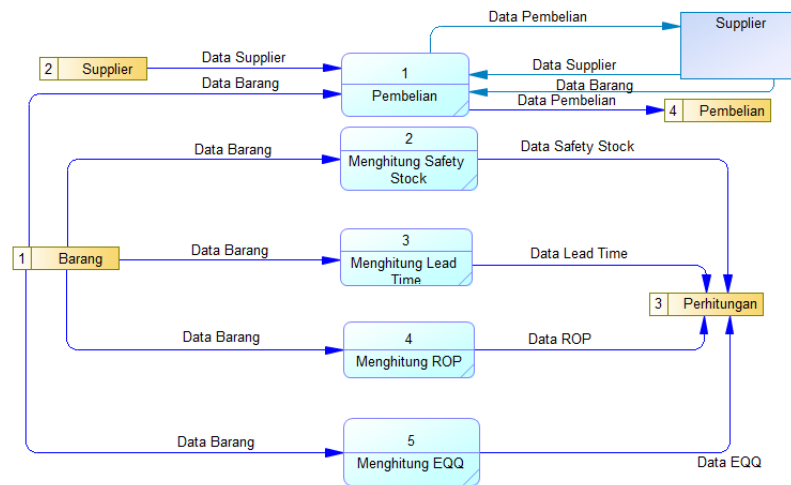 Data Pembelian
Supplier
2 Supplier
Data Supplier
Data Barang
1
Pembelian
Data Supplier
Data Barang
Data Pembelian
4 Pembelian
Data Barang
2
Menghitung Safety
Stock
Data Safety Stock
1 Barang
Data Barang
3
Menghitung Lead
Time
Data Lead Time
3 Perhitungan
Data Barang
4
Menghitung ROP
Data ROP
Data Barang
5
Menghitung EQQ
Data EQQ